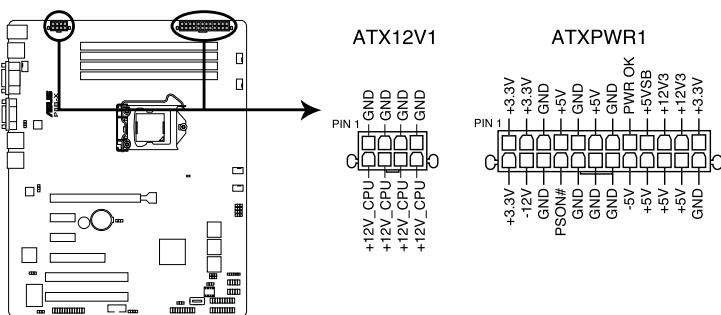 ATX12V1
ATXPWR1
PIN 1
GND
GND
GND
GND
+12V_CPU
+12V_CPU
+12V_CPU
+12V_CPU
PIN 1
+3.3V
+3.3V
GND
+5V
GND
+5V
GND
PWR OK
+5VSB
+12V3
+12V3
+3.3V
+3.3V
-12V
GND
PSON#
GND
GND
GND
-5V
+5V
+5V
+5V
GND
ASUS